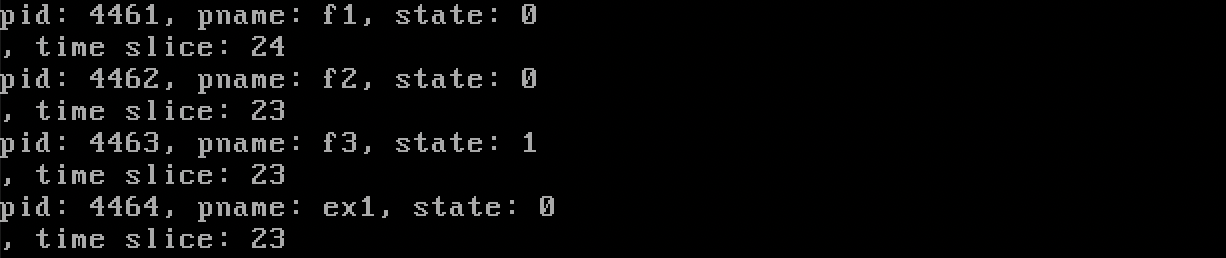 pid: 4461, pname: f1, state: 0
, time slice: 24
pid: 4462, pname: f2, state: 0
, time slice: 23
pid: 4463, pname: f3, state: 1
, time slice: 23
pid: 4464, pname: ex1, state: 0
, time slice: 23